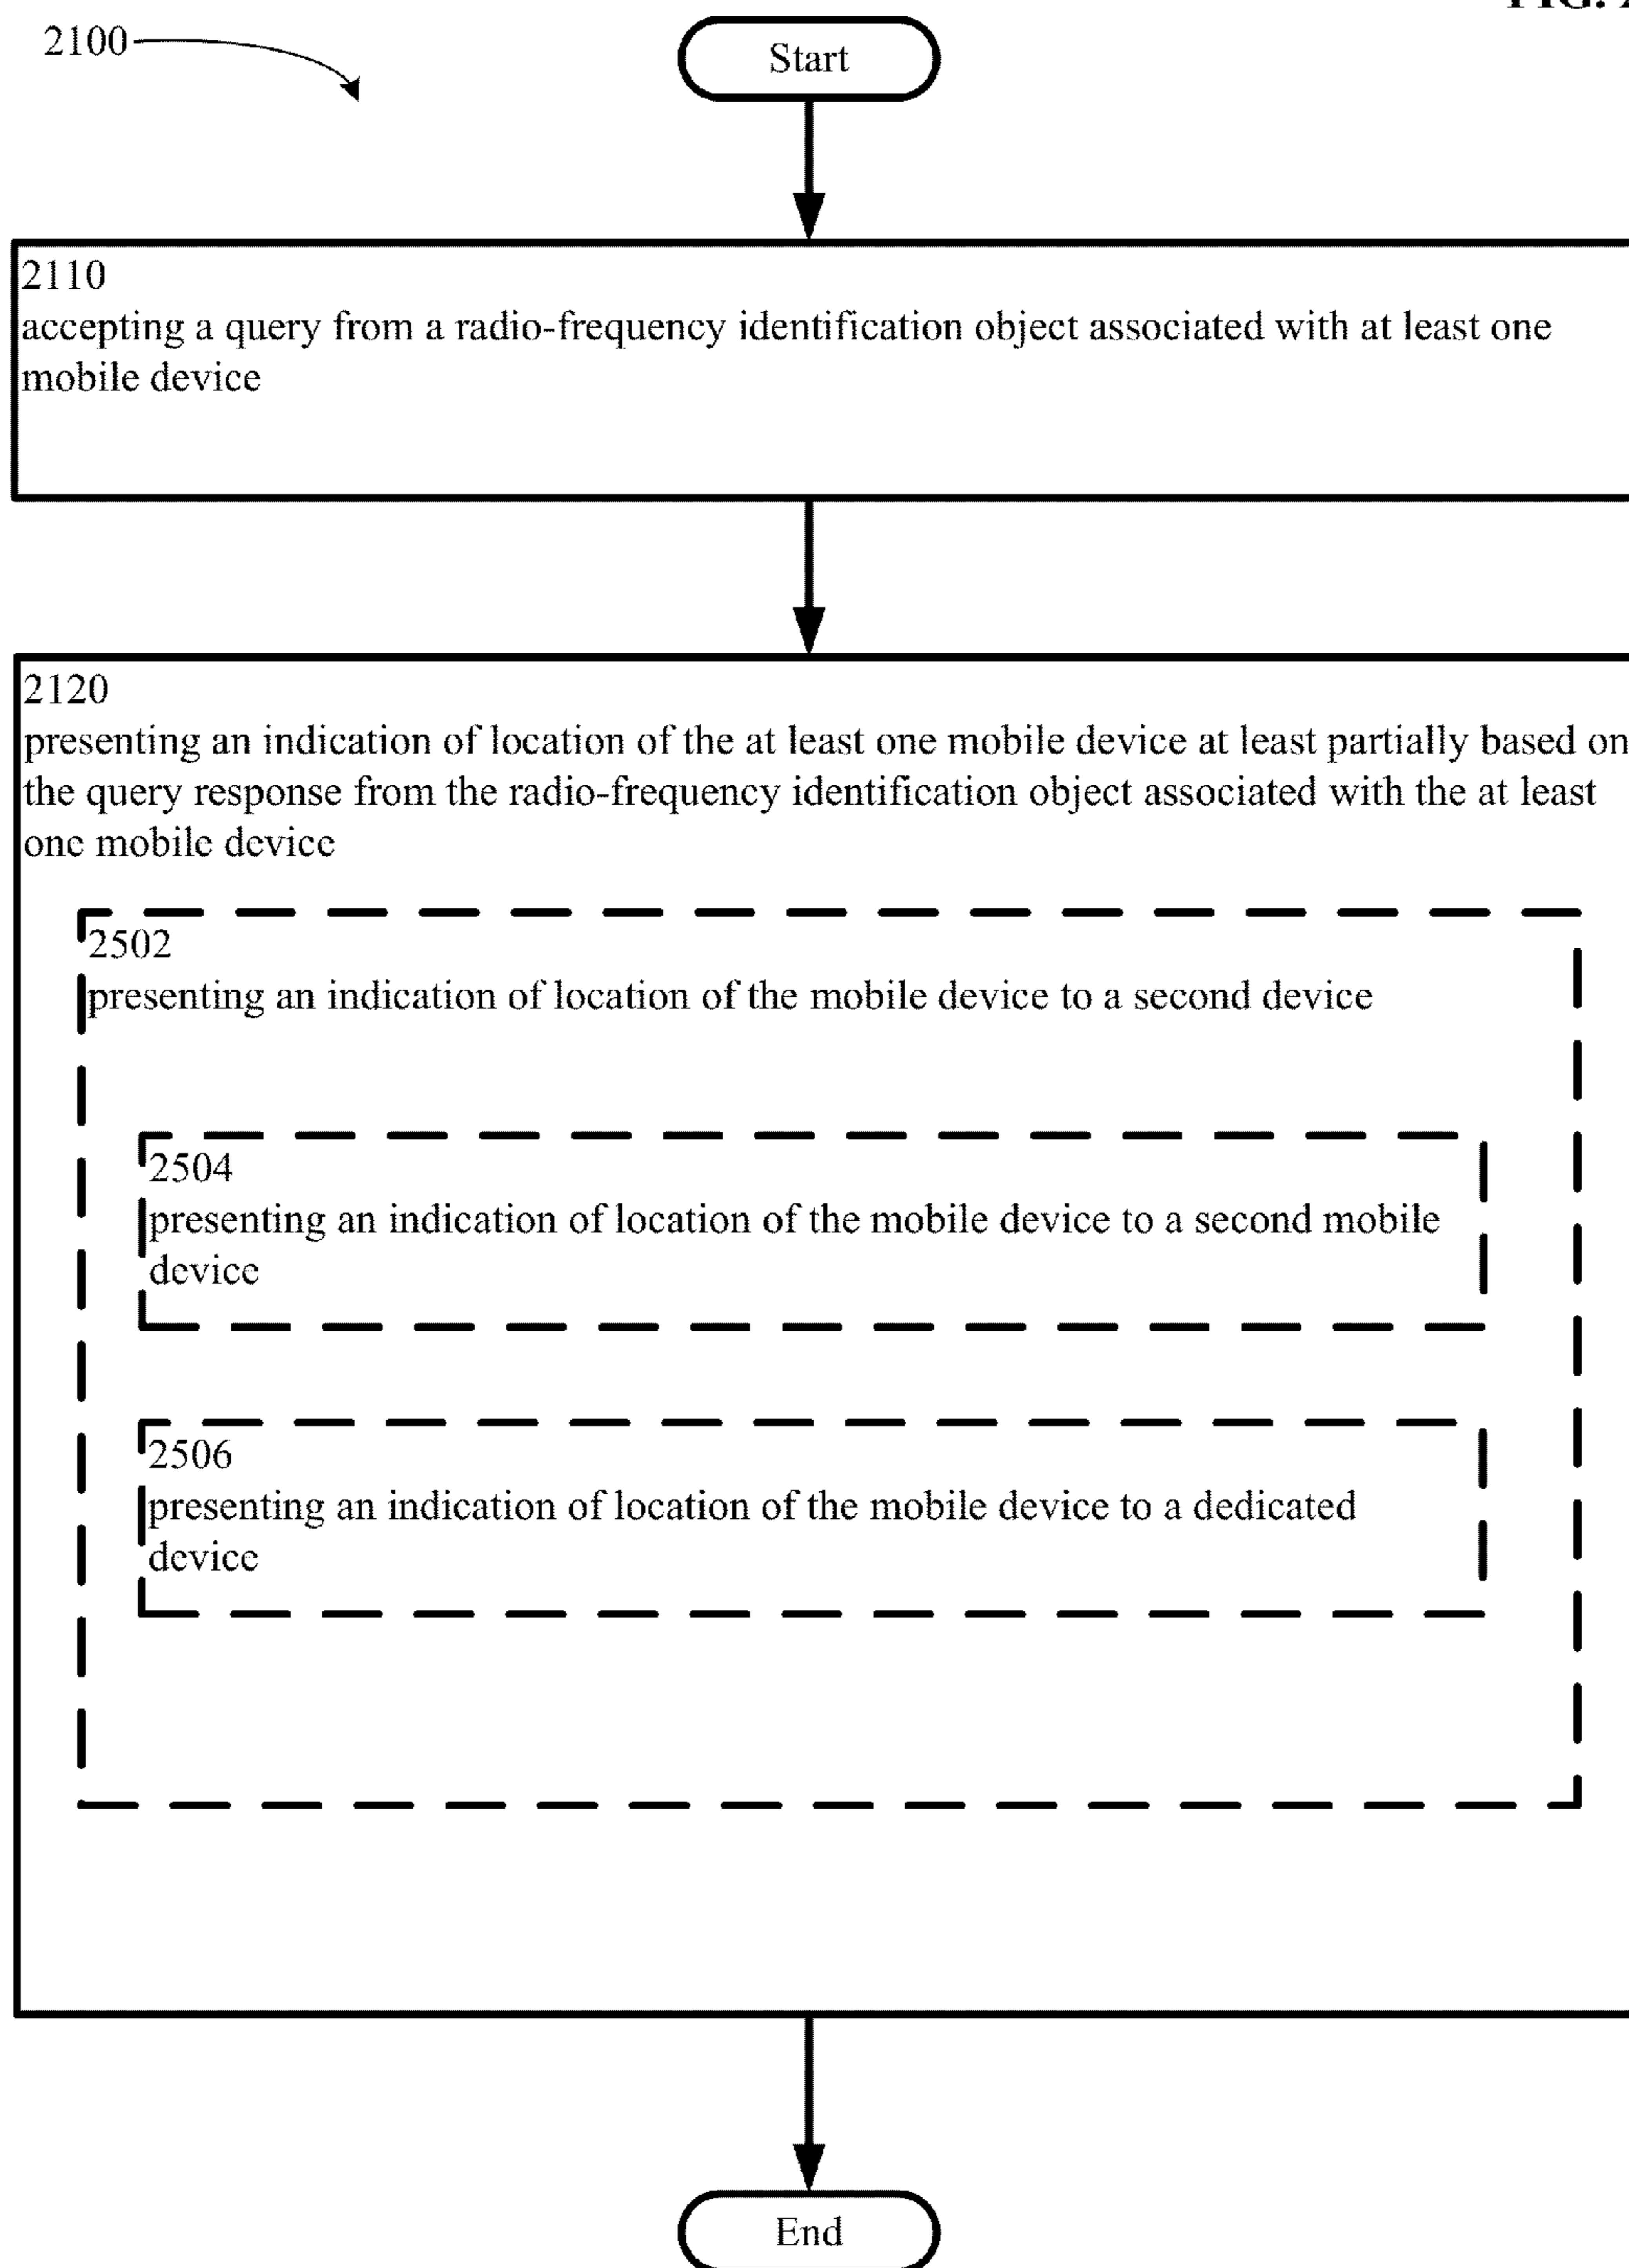 FIG. 2
2100
Start
2110
accepting a query from a radio-frequency identification object associated with at least one
mobile device
2120
presenting an indication of location of the at least one mobile device at least partially based on
the query response from the radio-frequency identification object associated with the at least
one mobile device
2502
presenting an indication of location of the mobile device to a second device
2504
presenting an indication of location of the mobile device to a second mobile
device
2506
presenting an indication of location of the mobile device to a dedicated
device
End